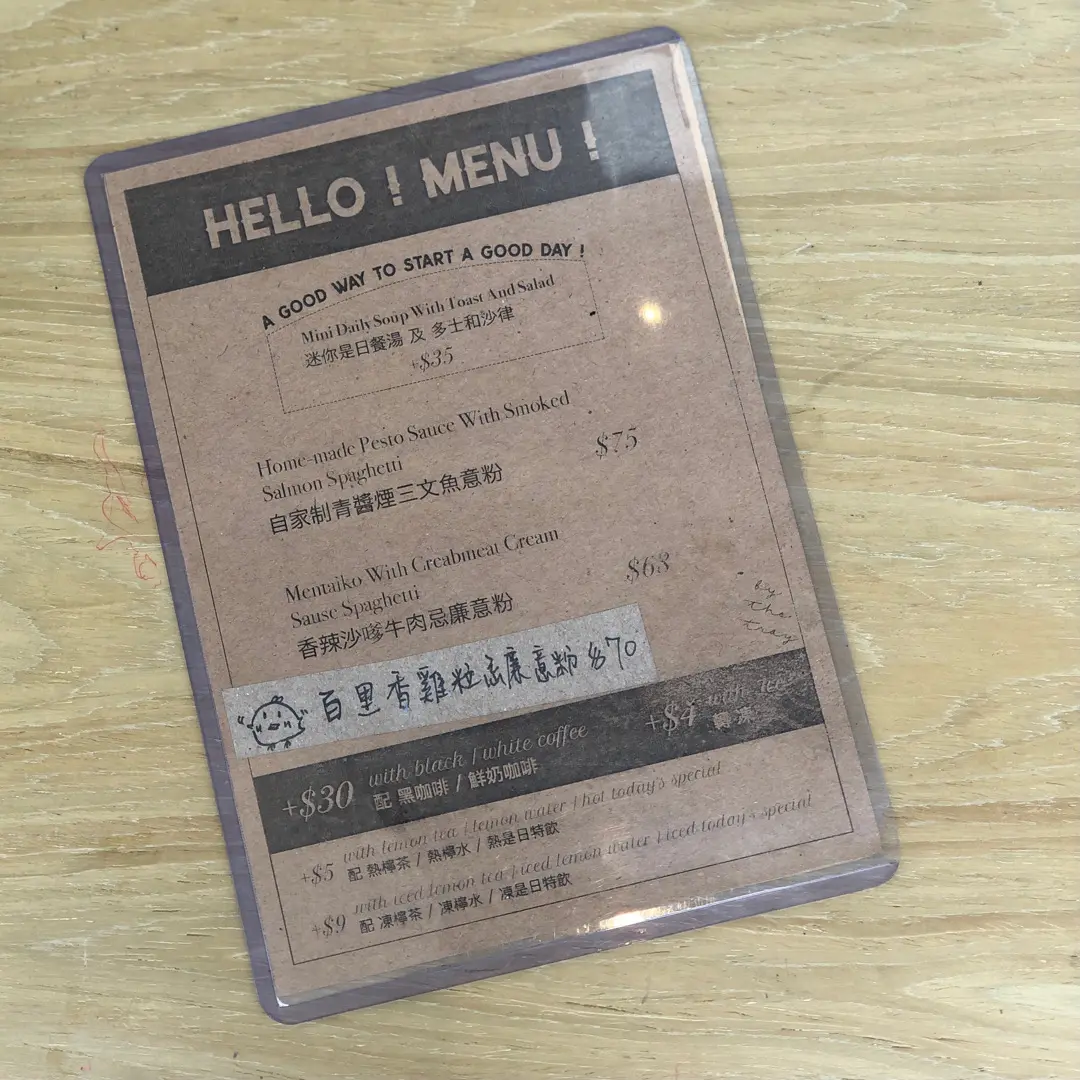 HELLO ! MENU !
A GOOD WAY TO START A GOOD DAY !
Mini Daily Soup With Toast And Salad
迷你是日餐湯 及 多士和沙律
+$35
Home-made Pesto Sauce With Smoked
Salmon Spaghetti
$75
自家制青醬煙三文魚意粉
Mentaiko With Creabmeat Cream
Sause Spaghetti
$63
香辣沙嗲牛肉忌廉意粉
百里香雞粒忌廉意粉 $70
by
the
tray
+$30 with black / white coffee
配 黑咖啡 / 鮮奶咖啡
+$4 with ice
轉 凍
+$5 with lemon tea / lemon water / hot today's special
配 熱檸茶 / 熱檸水 / 熱是日特飲
+$9 with iced lemon tea / iced lemon water / iced today's special
配 凍檸茶 / 凍檸水 / 凍是日特飲